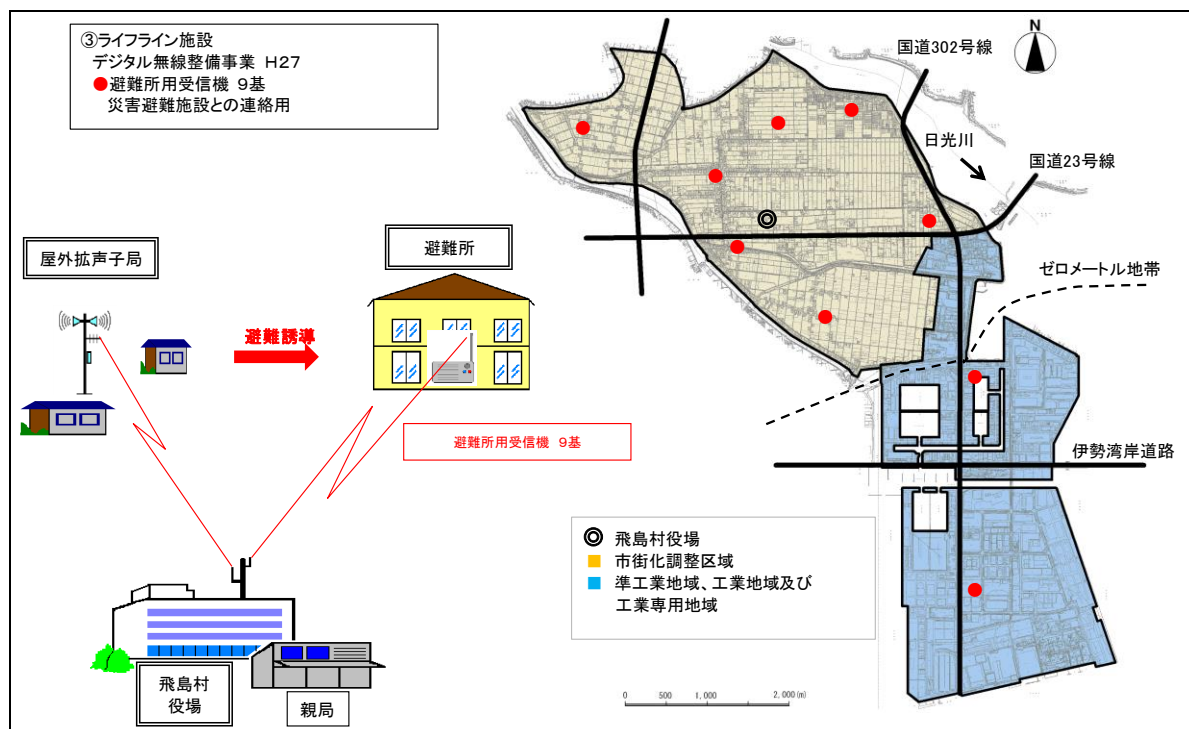 ③ライフライン施設
デジタル無線整備事業 H27
●避難所用受信機 9基
災害避難施設との連絡用
屋外拡声子局
避難所
避難誘導
避難所用受信機 9基
飛島村
役場
親局
N
国道302号線
日光川
国道23号線
ゼロメートル地帯
伊勢湾岸道路
飛島村役場
市街化調整区域
準工業地域、工業地域及び
工業専用地域
0 500 1,000 2,000(m)